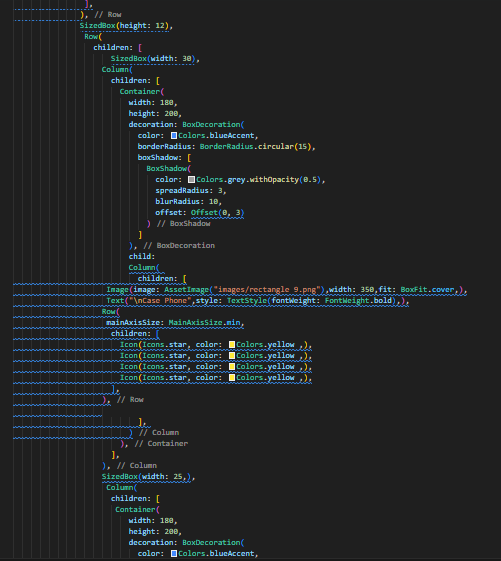 ],
), // Row
SizedBox(height: 12),
Row(
children: [
SizedBox(width: 30),
Column(
children: [
Container(
width: 180,
height: 200,
decoration: BoxDecoration(
color: Colors.blueAccent,
borderRadius: BorderRadius.circular(15),
boxShadow: [
BoxShadow(
color: Colors.grey.withOpacity(0.5),
spreadRadius: 3,
blurRadius: 10,
offset: Offset(0, 3)
) // BoxShadow
]
), // BoxDecoration
child:
Column(
children: [
Image(image: AssetImage("images/rectangle 9.png"),width: 350,fit: BoxFit.cover,),
Text("\nCase Phone",style: TextStyle(fontWeight: FontWeight.bold),),
Row(
mainAxisSize: MainAxisSize.min,
children: [
Icon(Icons.star, color: Colors.yellow ,),
Icon(Icons.star, color: Colors.yellow ,),
Icon(Icons.star, color: Colors.yellow ,),
Icon(Icons.star, color: Colors.yellow ,),
],
), // Row
],
) // Column
), // Container
],
), // Column
SizedBox(width: 25,),
Column(
children: [
Container(
width: 180,
height: 200,
decoration: BoxDecoration(
color: Colors.blueAccent,